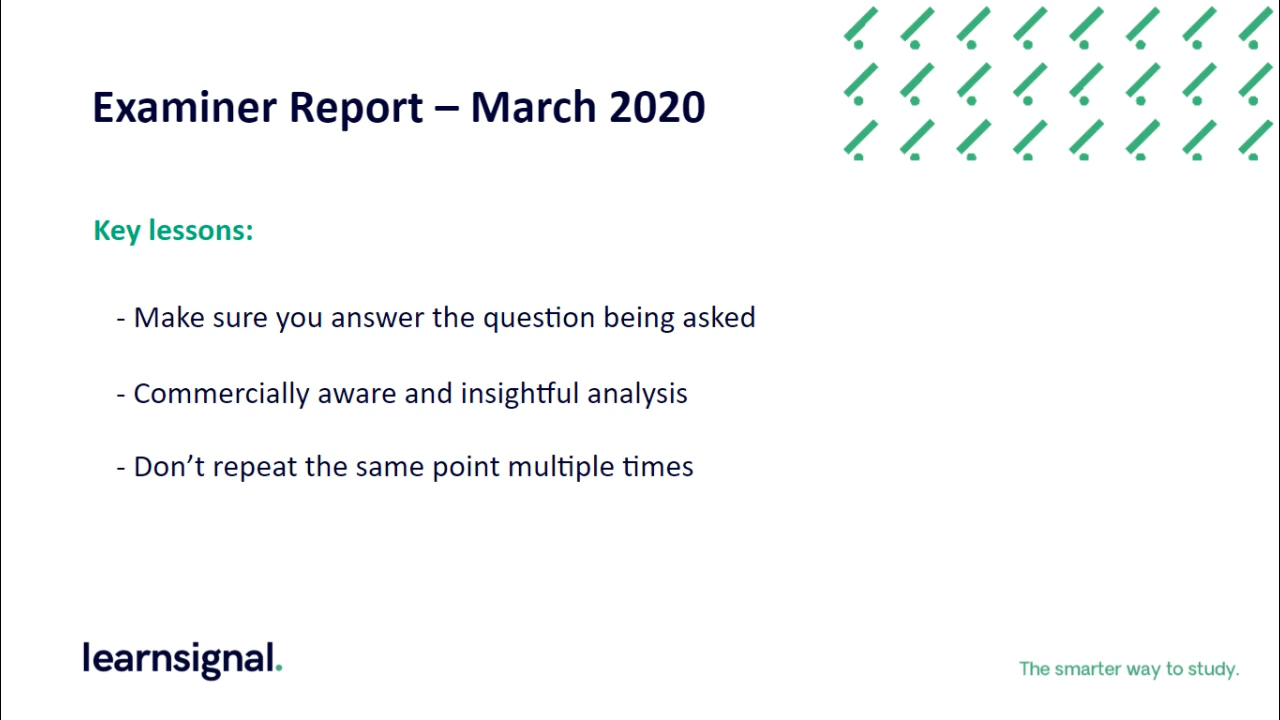 Examiner Report – March 2020
Key lessons:
- Make sure you answer the question being asked
- Commercially aware and insightful analysis
- Don’t repeat the same point multiple times
learnsignal.
The smarter way to study.